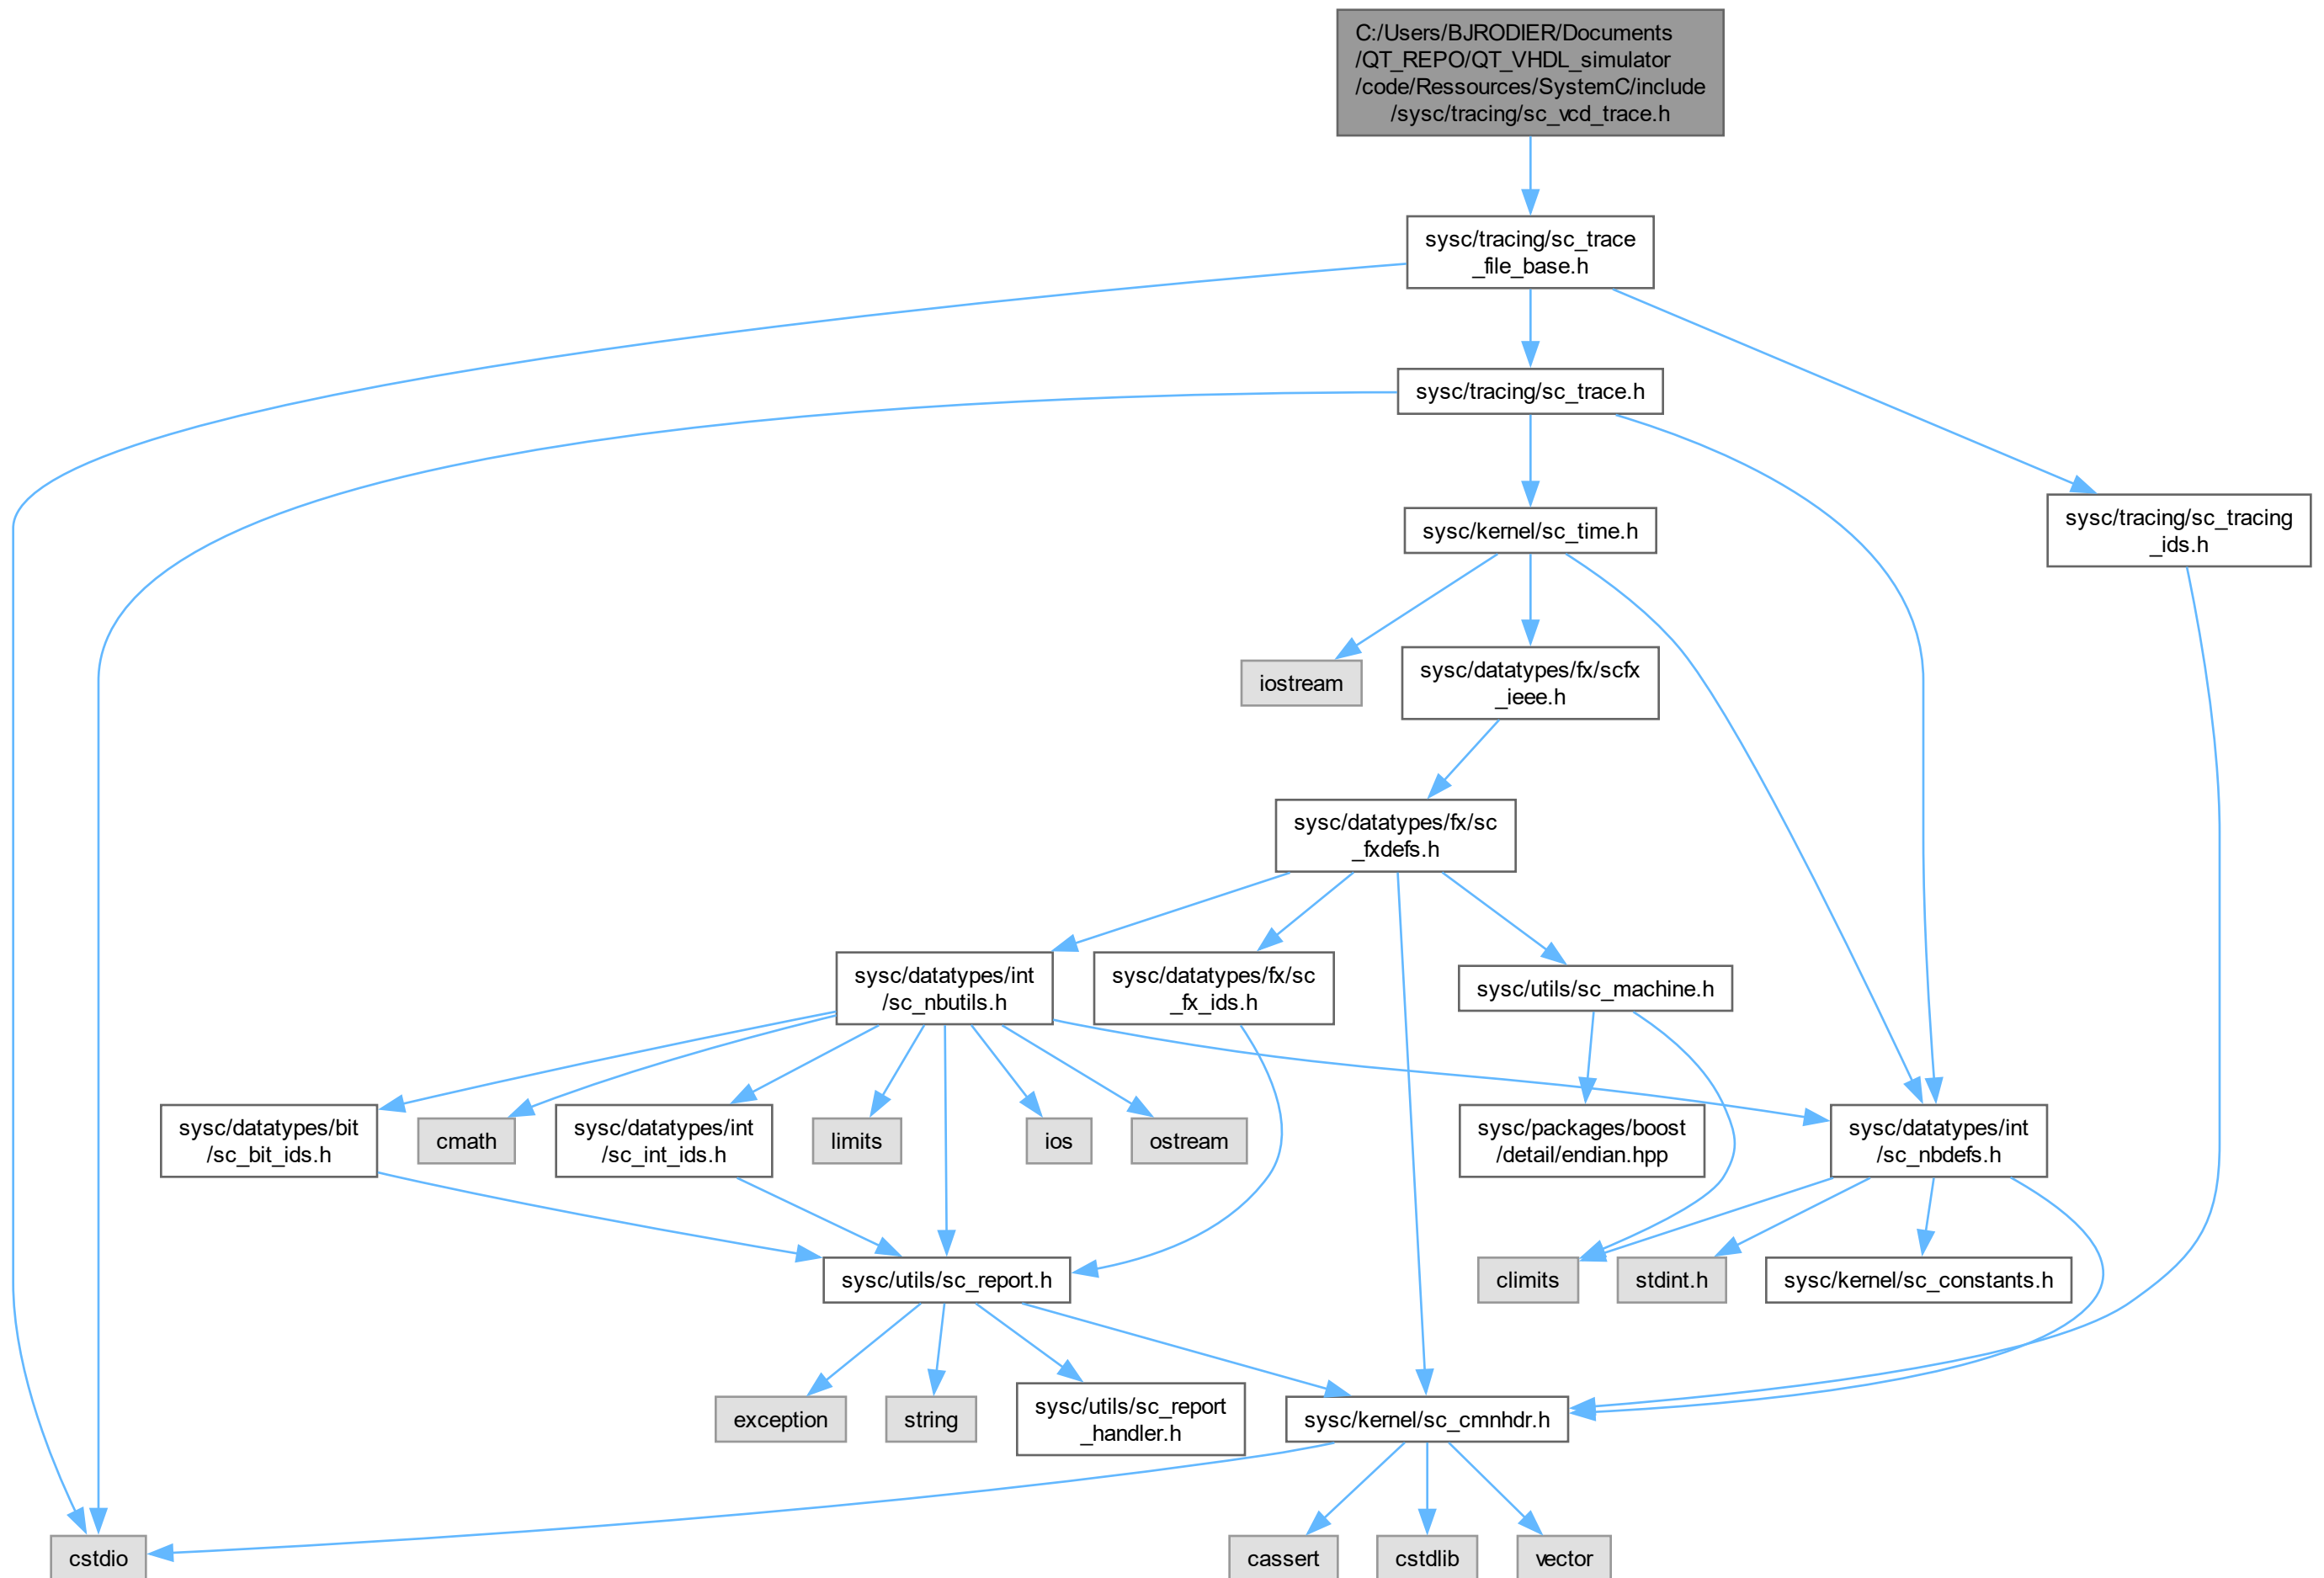 C:/Users/BJRODIER/Documents
/QT_REPO/QT_VHDL_simulator
/code/Ressources/SystemC/include
/sysc/tracing/sc_vcd_trace.h
sysc/tracing/sc_trace
_file_base.h
sysc/tracing/sc_trace.h
sysc/tracing/sc_tracing
_ids.h
sysc/kernel/sc_time.h
iostream
sysc/datatypes/fx/scfx
_ieee.h
sysc/datatypes/fx/sc
_fxdefs.h
sysc/datatypes/int
/sc_nbutils.h
sysc/datatypes/fx/sc
_fx_ids.h
sysc/utils/sc_machine.h
sysc/datatypes/bit
/sc_bit_ids.h
cmath
sysc/datatypes/int
/sc_int_ids.h
limits
ios
ostream
sysc/packages/boost
/detail/endian.hpp
sysc/datatypes/int
/sc_nbdefs.h
sysc/utils/sc_report.h
climits
stdint.h
sysc/kernel/sc_constants.h
exception
string
sysc/utils/sc_report
_handler.h
sysc/kernel/sc_cmnhdr.h
cstdio
cassert
cstdlib
vector